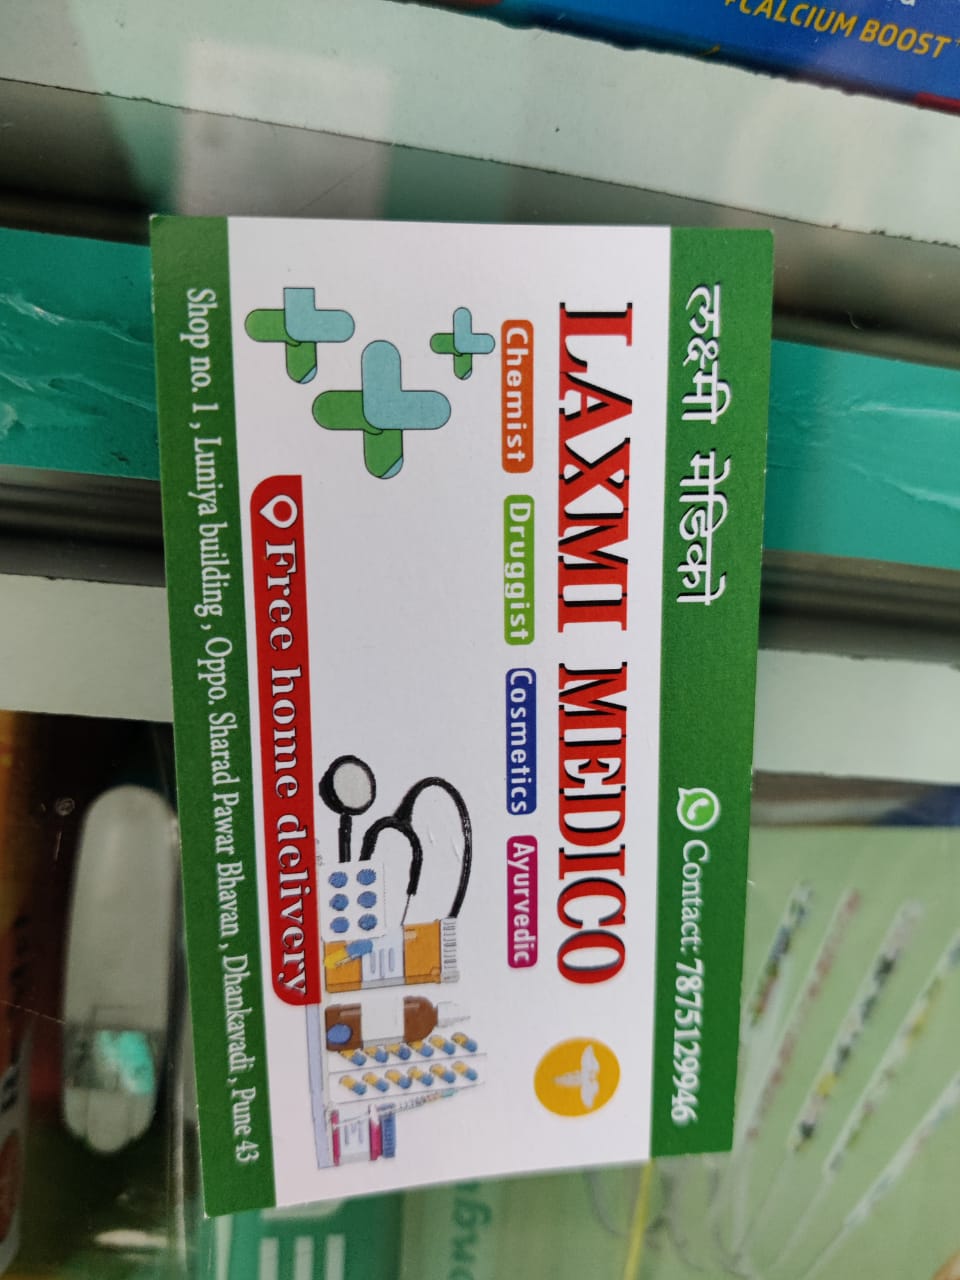 लक्ष्मी मेडिको
Contact: 7875129946
LAXMI MEDICO
Chemist Druggist Cosmetics Ayurvedic
Free home delivery
Shop no. 1 , Luniya building , Oppo. Sharad Pawar Bhavan , Dhankavadi , Pune 43
+CALCIUM BOOST+